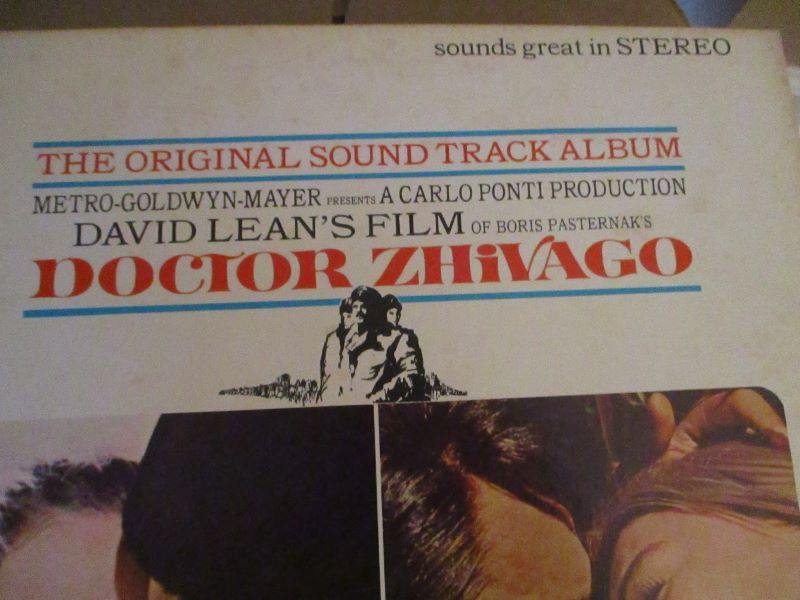 sounds great in STEREO
THE ORIGINAL SOUND TRACK ALBUM
METRO-GOLDWYN-MAYER PRESENTS A CARLO PONTI PRODUCTION
DAVID LEAN'S FILM OF BORIS PASTERNAK'S
DOCTOR ZHiVAGO